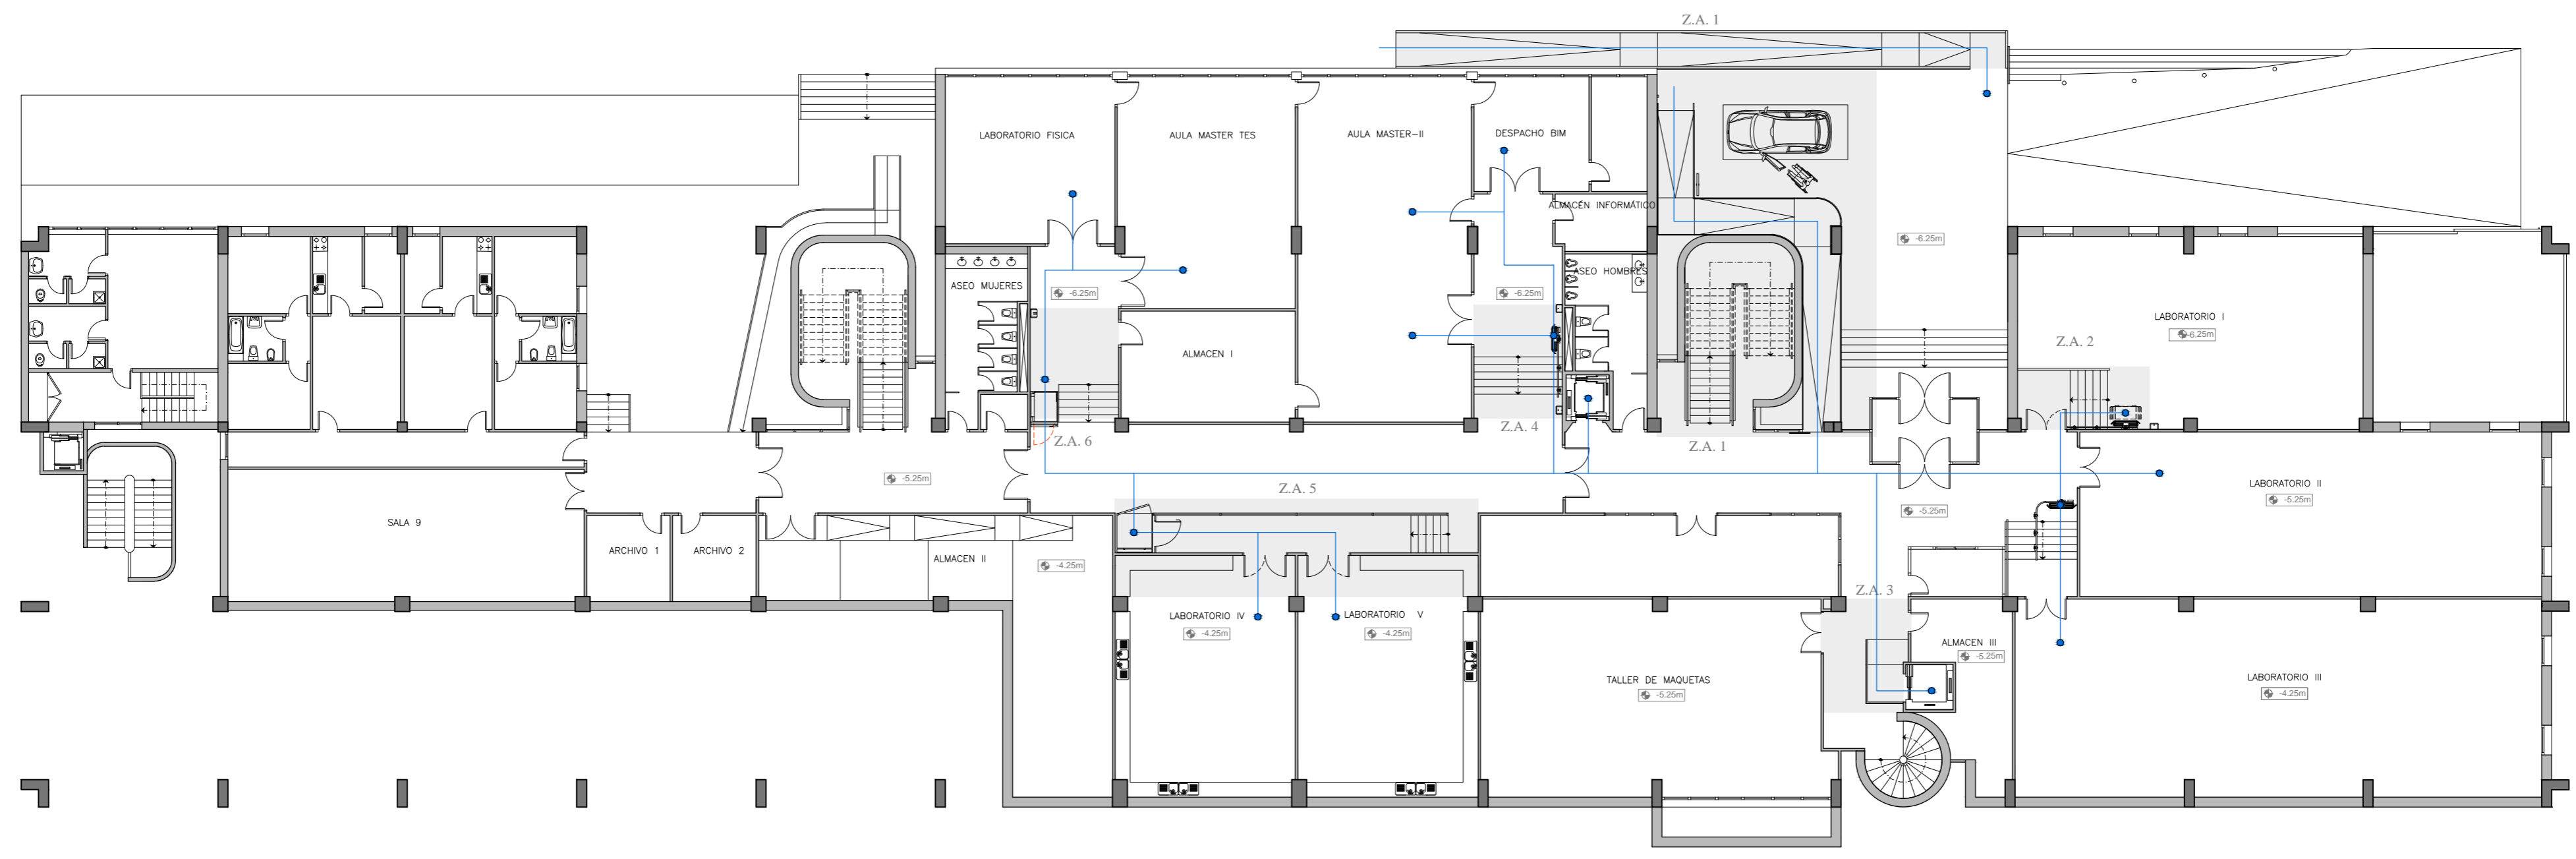 Z.A. 1
LABORATORIO FISICA
AULA MASTER TES
AULA MASTER-II
DESPACHO BIM
ALMACÉN INFORMÁTICO
-6.25m
ASEO MUJERES
-6.25m
-6.25m
ASEO HOMBRES
LABORATORIO I
-6,25m
Z.A. 2
ALMACEN I
Z.A. 6
Z.A. 4
Z.A. 1
-5.25m
Z.A. 5
LABORATORIO II
-5.25m
-5.25m
SALA 9
ARCHIVO 1
ARCHIVO 2
ALMACEN II
-4.25m
Z.A. 3
LABORATORIO IV
-4.25m
LABORATORIO V
-4.25m
ALMACEN III
-5.25m
TALLER DE MAQUETAS
-5.25m
LABORATORIO III
-4.25m